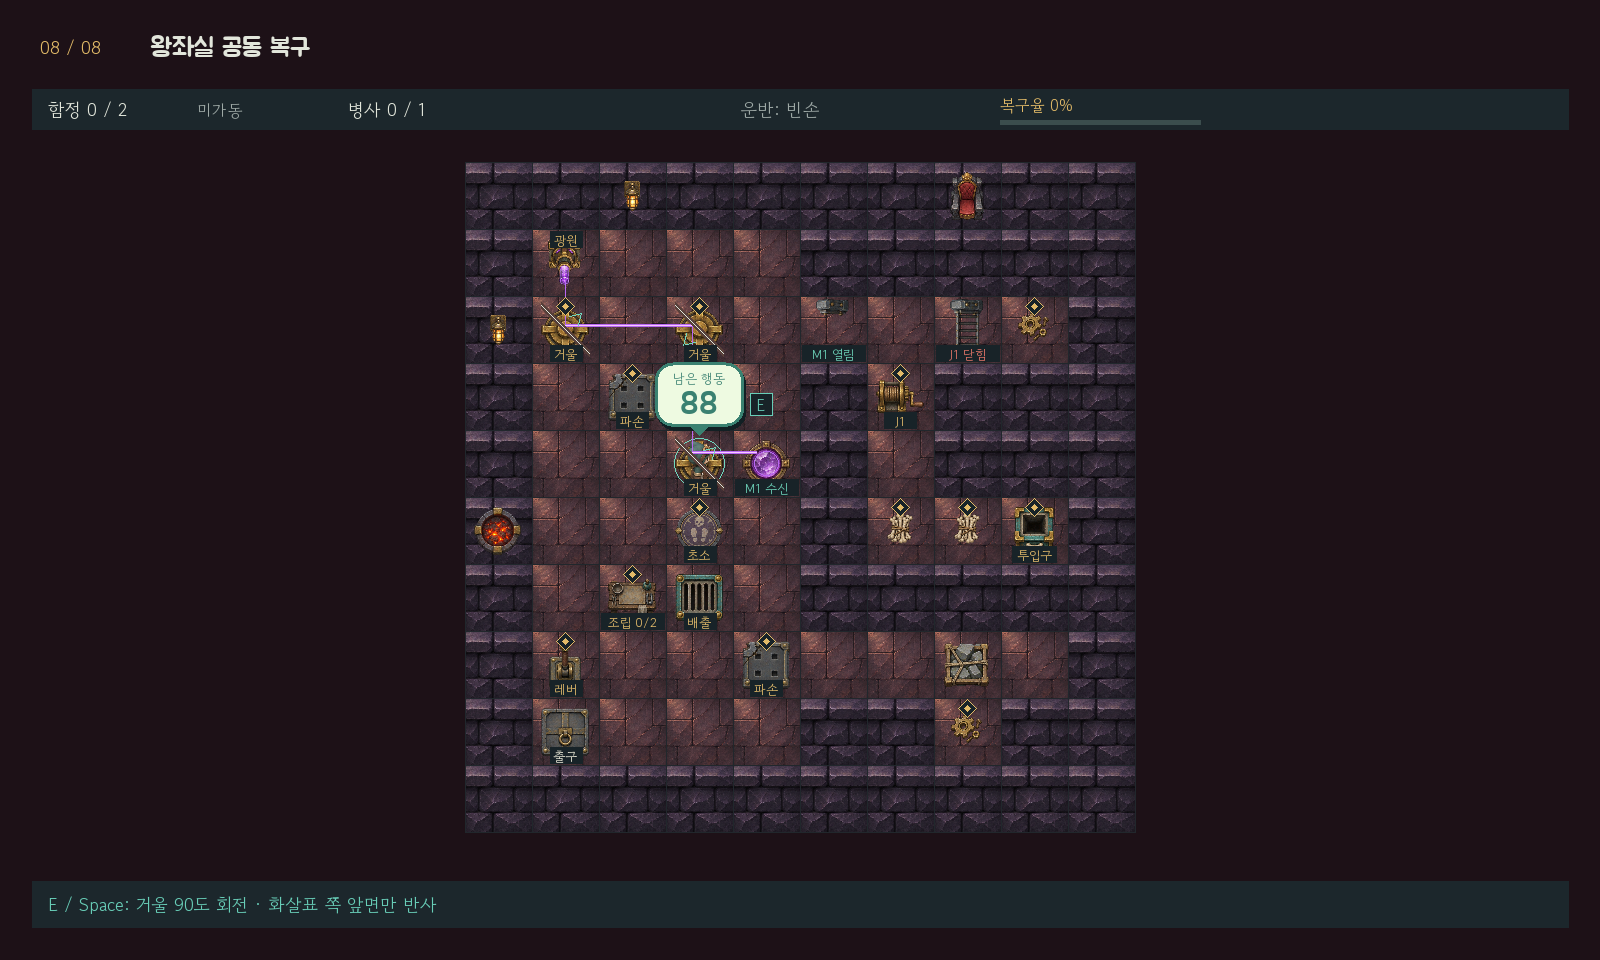 08 / 08 왕좌실 공동 복구
함정 0 / 2 미가동 병사 0 / 1 운반: 빈손 복구율 0%
광원
거울 거울 M1 열림 J1 닫힘
남은 행동
88
E
파손 J1
거울 M1 수신
초소 투입구
조립 0/2 배출
레버 파손
출구
E / Space: 거울 90도 회전 · 화살표 쪽 앞면만 반사